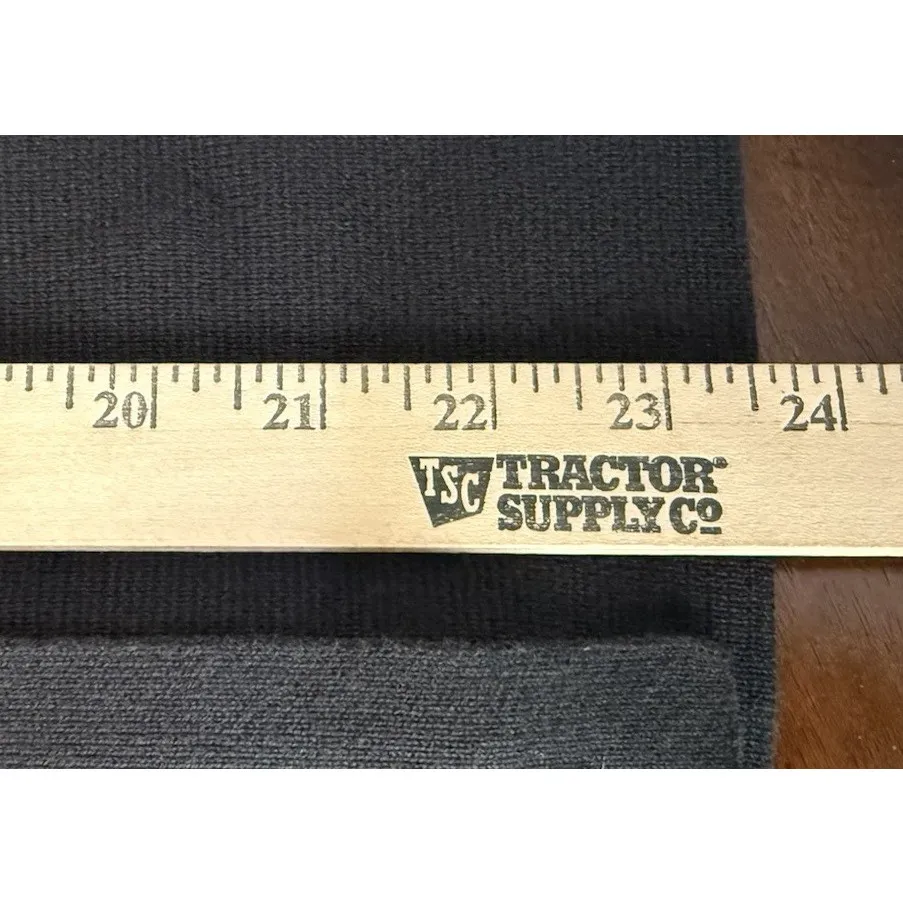 20 21 22 23 24
TSC TRACTOR®
SUPPLY Cº